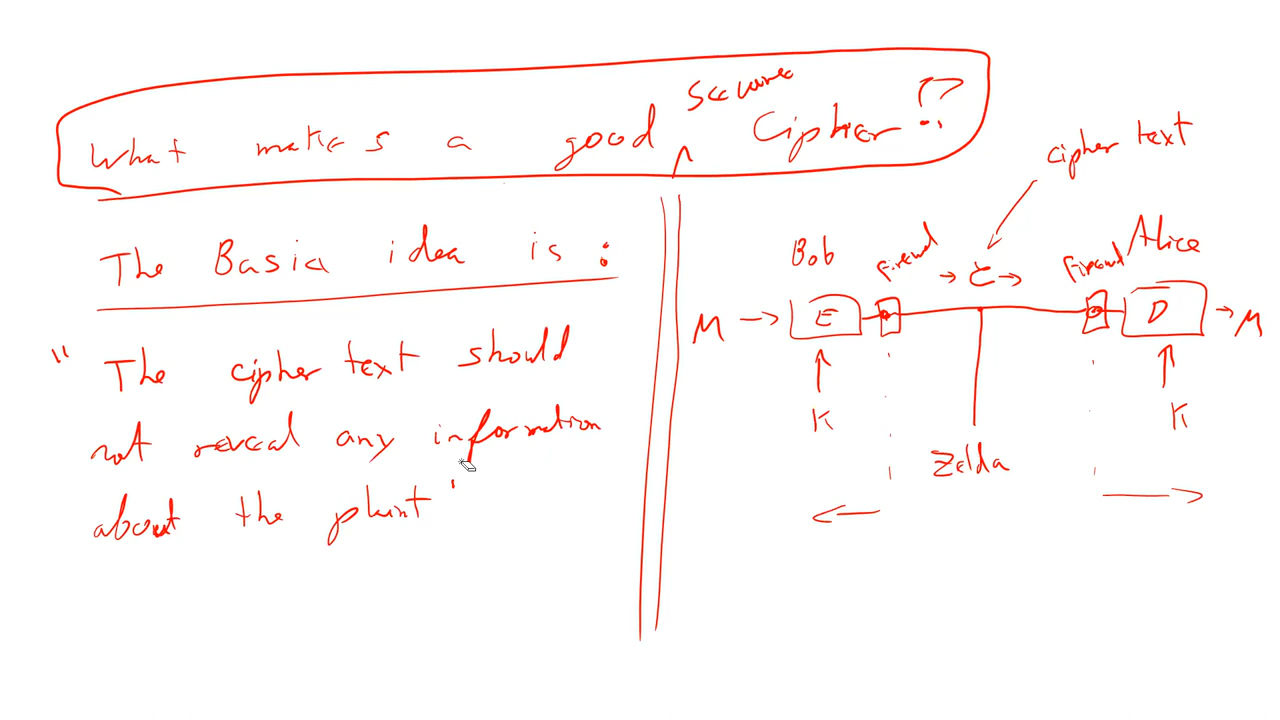 What makes a good secure Cipher !?
The Basic idea is :
" The cipher text should
not reveal any information
about the plaint "
cipher text
Bob
Firewall
→ C →
Firewall
Alice
M → E
D → M
K
K
Zelda